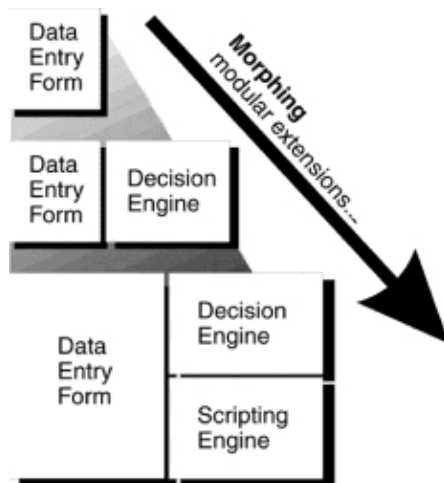 Data
Entry
Form
Morphing
modular extensions...
Data
Entry
Form
Decision
Engine
Data
Entry
Form
Decision
Engine
Scripting
Engine